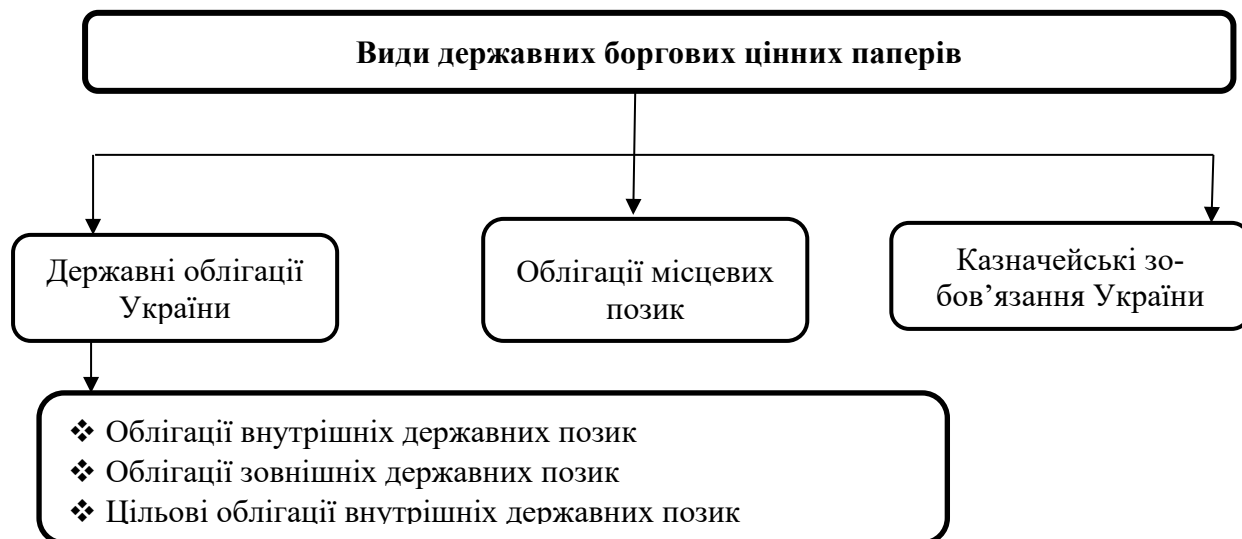 Види державних боргових цінних паперів
Державні облігації
України
Облігації місцевих
позик
Казначейські зо-
бов’язання України
❖ Облігації внутрішніх державних позик
❖ Облігації зовнішніх державних позик
❖ Цільові облігації внутрішніх державних позик